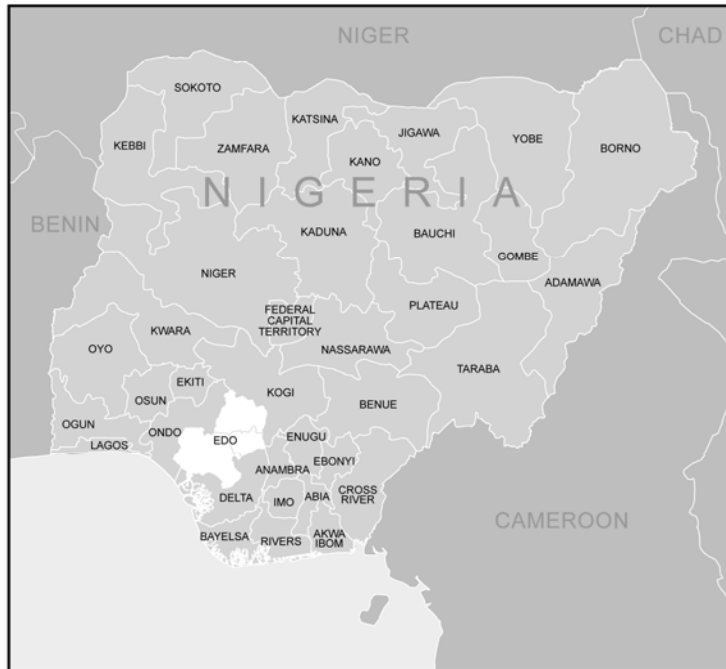 NIGER
CHAD
SOKOTO
KATSINA
JIGAWA
YOBE
KEBBI
ZAMFARA
KANO
BORNO
NIGERIA
BENIN
KADUNA
BAUCHI
GOMBE
NIGER
ADAMAWA
FEDERAL
CAPITAL
TERRITORY
PLATEAU
KWARA
OYO
NASSARAWA
TARABA
EKITI
KOGI
OSUN
BENUE
OGUN
ONDO
EDO
ENUGU
LAGOS
ANAMBRA
EBONYI
DELTA
IMO
ABIA
CROSS
RIVER
CAMEROON
BAYELSA
RIVERS
AKWA
IBOM